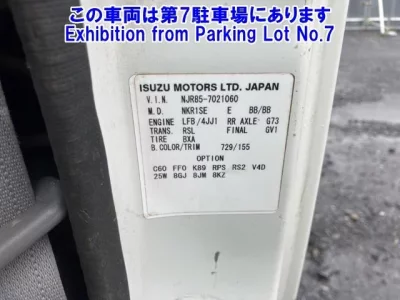 この車両は第7駐車場にあります
Exhibition from Parking Lot No.7
ISUZU MOTORS LTD. JAPAN
V.I.N. NJR85-7021060
M.D. NKR1SE E BB/BB
ENGINE LFB/4JJ1 RR AXLE G73
TRANS. RSL FINAL GV1
TIRE BXA
B.COLOR/TRIM 729/155
OPTION
C60 FF0 K89 RPS RS2 V4D
25W 8GJ 8JM 8KZ